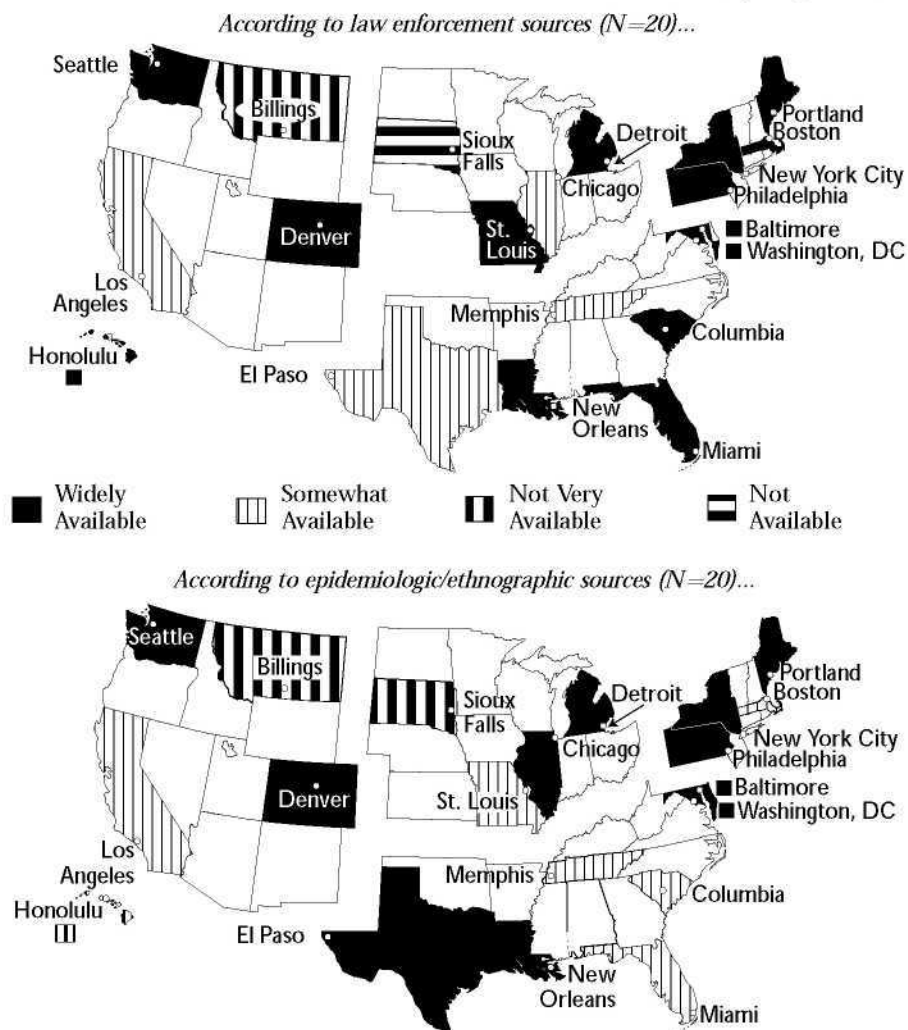 According to law enforcement sources (N=20)...
Seattle
Billings
Sioux
Falls
Detroit
Portland
Boston
New York City
Philadelphia
Chicago
Baltimore
Washington, DC
Denver
St.
Louis
Los
Angeles
Memphis
Columbia
Honolulu
El Paso
New
Orleans
Miami
Widely
Available
Somewhat
Available
Not Very
Available
Not
Available
According to epidemiologic/ethnographic sources (N=20)...
Seattle
Billings
Sioux
Falls
Detroit
Portland
Boston
New York City
Philadelphia
Chicago
Baltimore
Washington, DC
Denver
St. Louis
Los
Angeles
Memphis
Columbia
Honolulu
El Paso
New
Orleans
Miami